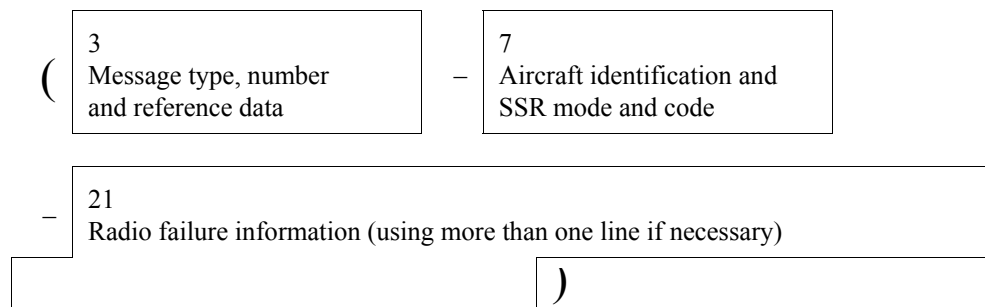 (
3
Message type, number
and reference data
–
7
Aircraft identification and
SSR mode and code
–
21
Radio failure information (using more than one line if necessary)
)